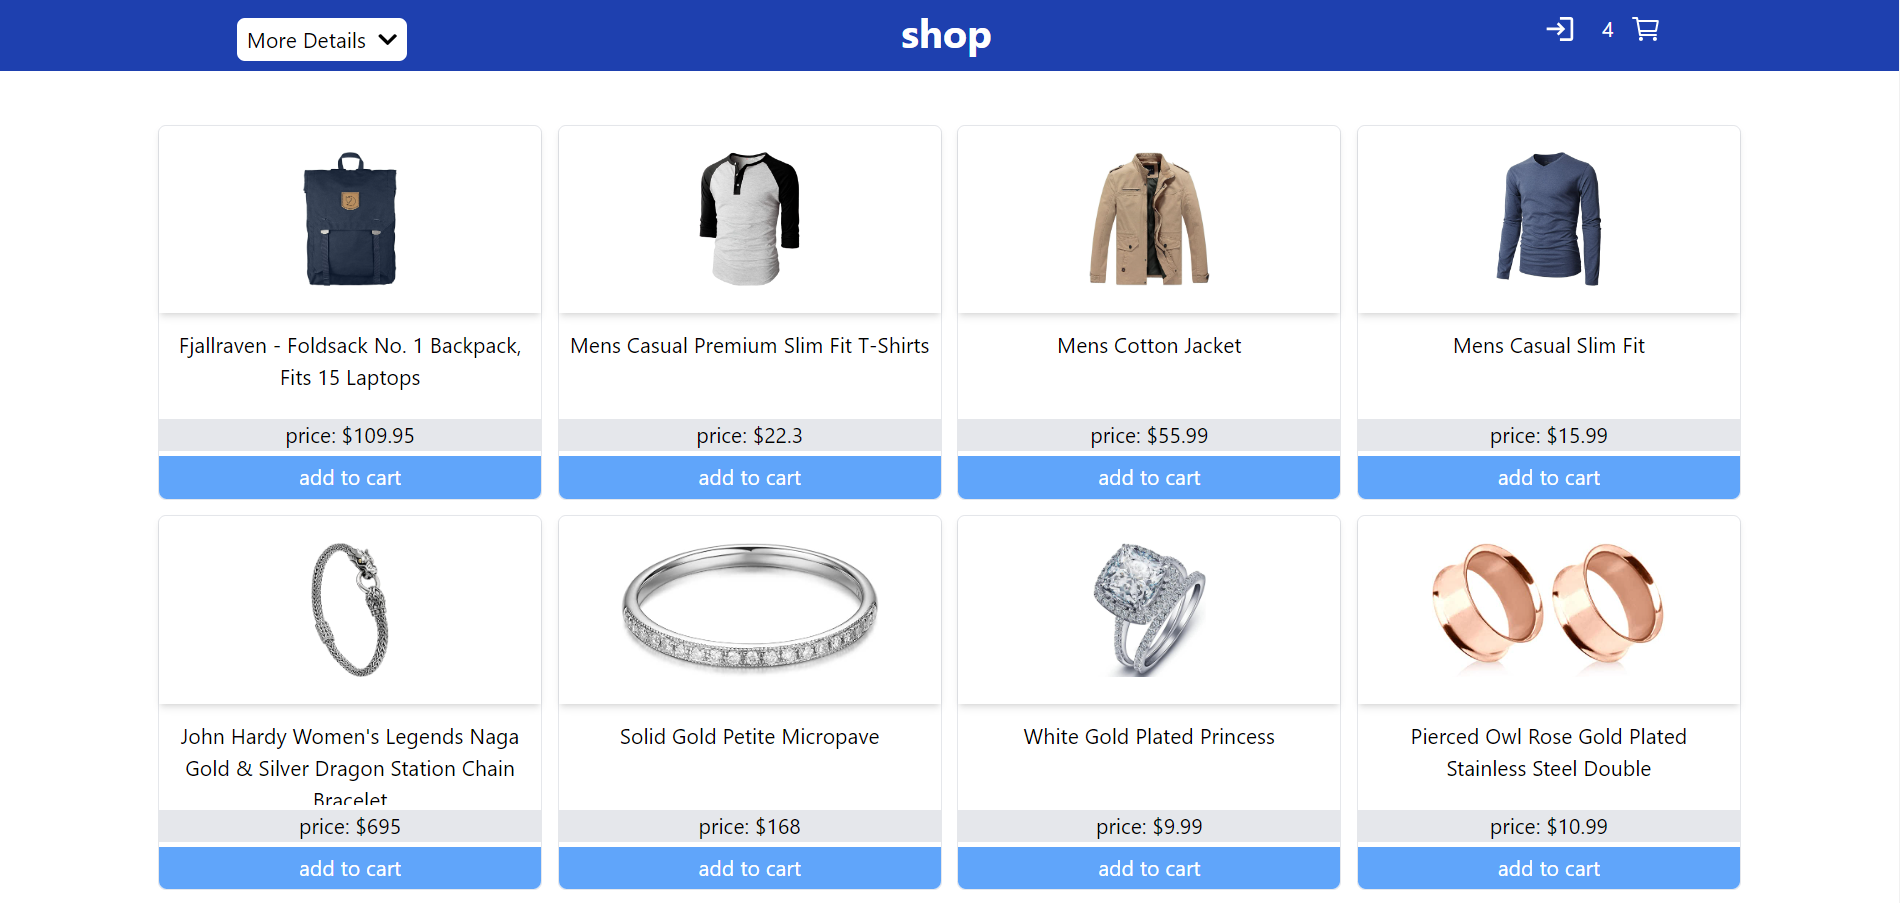 More Details
shop
4
Fjallraven - Foldsack No. 1 Backpack,
Fits 15 Laptops
price: $109.95
add to cart
Mens Casual Premium Slim Fit T-Shirts
price: $22.3
add to cart
Mens Cotton Jacket
price: $55.99
add to cart
Mens Casual Slim Fit
price: $15.99
add to cart
John Hardy Women's Legends Naga
Gold & Silver Dragon Station Chain
Bracelet
price: $695
add to cart
Solid Gold Petite Micropave
price: $168
add to cart
White Gold Plated Princess
price: $9.99
add to cart
Pierced Owl Rose Gold Plated
Stainless Steel Double
price: $10.99
add to cart